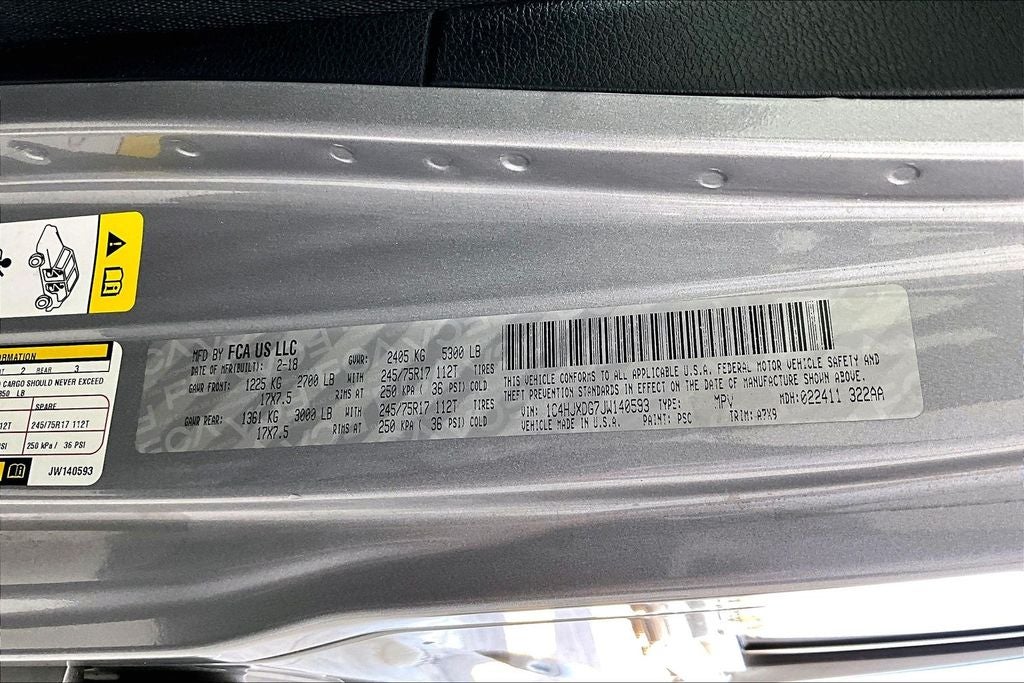 MFD BY FCA US LLC
DATE OF MFR(BUILT): 2-18 GVWR: 2405 KG 5300 LB
GAWR FRONT: 1225 KG 2700 LB WITH 245/75R17 112T
17X7.5 RIMS AT 250 KPA ( 36 PSI) COLD
GAWR REAR: 1361 KG 3000 LB WITH 245/75R17 112T
17X7.5 RIMS AT 250 KPA ( 36 PSI) COLD
THIS VEHICLE CONFORMS TO ALL APPLICABLE U.S.A. FEDERAL MOTOR VEHICLE SAFETY AND
THEFT PREVENTION STANDARDS IN EFFECT ON THE DATE OF MANUFACTURE SHOWN ABOVE.
VIN: 1C4HJXDG7JW140593 TYPE: MPV MDH: 022411 322AA
VEHICLE MADE IN U.S.A. PAINT: PSC TRIM: A7X9
2 REAR 3
CARGO SHOULD NEVER EXCEED
LB
SPARE
245/75R17 112T
250 kPa / 36 PSI
JW140593